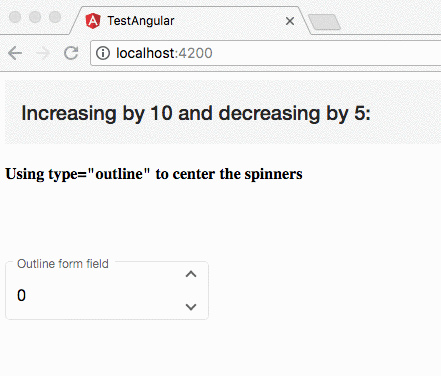 TestAngular
localhost:4200
Increasing by 10 and decreasing by 5:
Using type="outline" to center the spinners
Outline form field
0